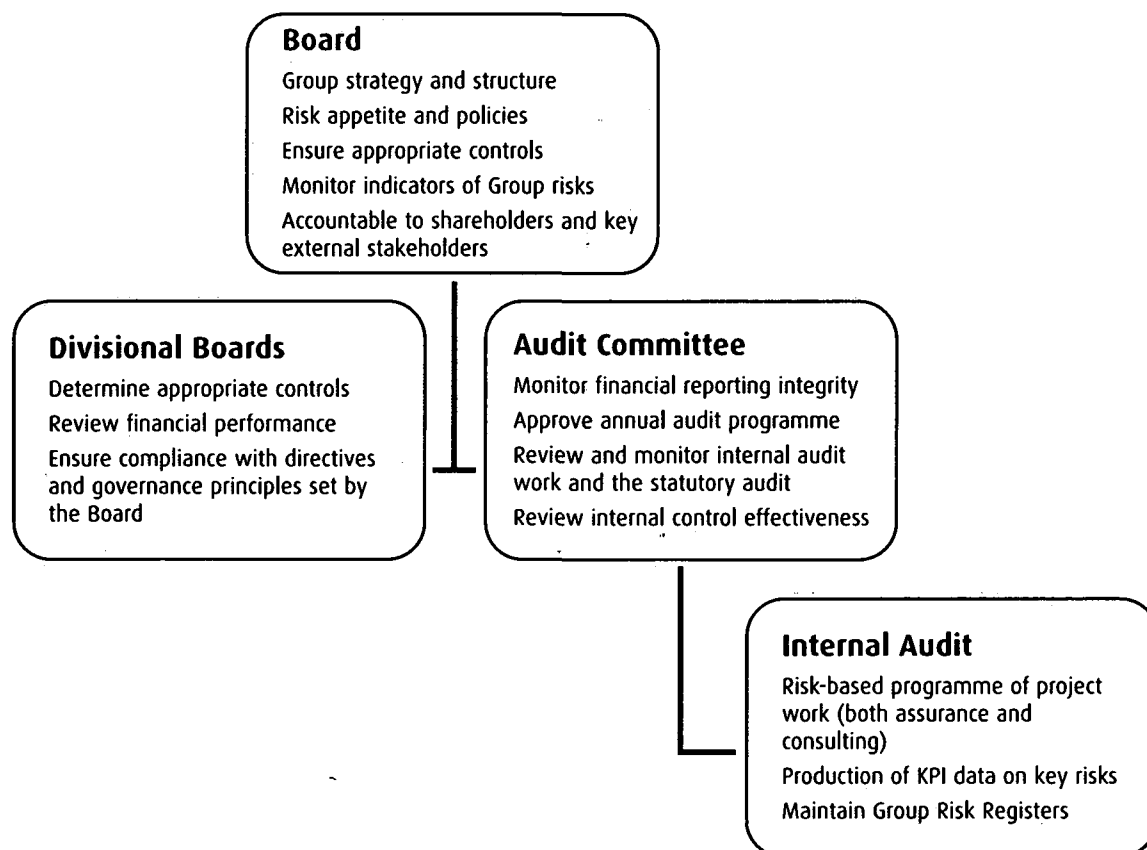 Board
Group strategy and structure
Risk appetite and policies
Ensure appropriate controls
Monitor indicators of Group risks
Accountable to shareholders and key
external stakeholders
Divisional Boards
Determine appropriate controls
Review financial performance
Ensure compliance with directives
and governance principles set by
the Board
Audit Committee
Monitor financial reporting integrity
Approve annual audit programme
Review and monitor internal audit
work and the statutory audit
Review internal control effectiveness
Internal Audit
Risk-based programme of project
work (both assurance and
consulting)
Production of KPI data on key risks
Maintain Group Risk Registers